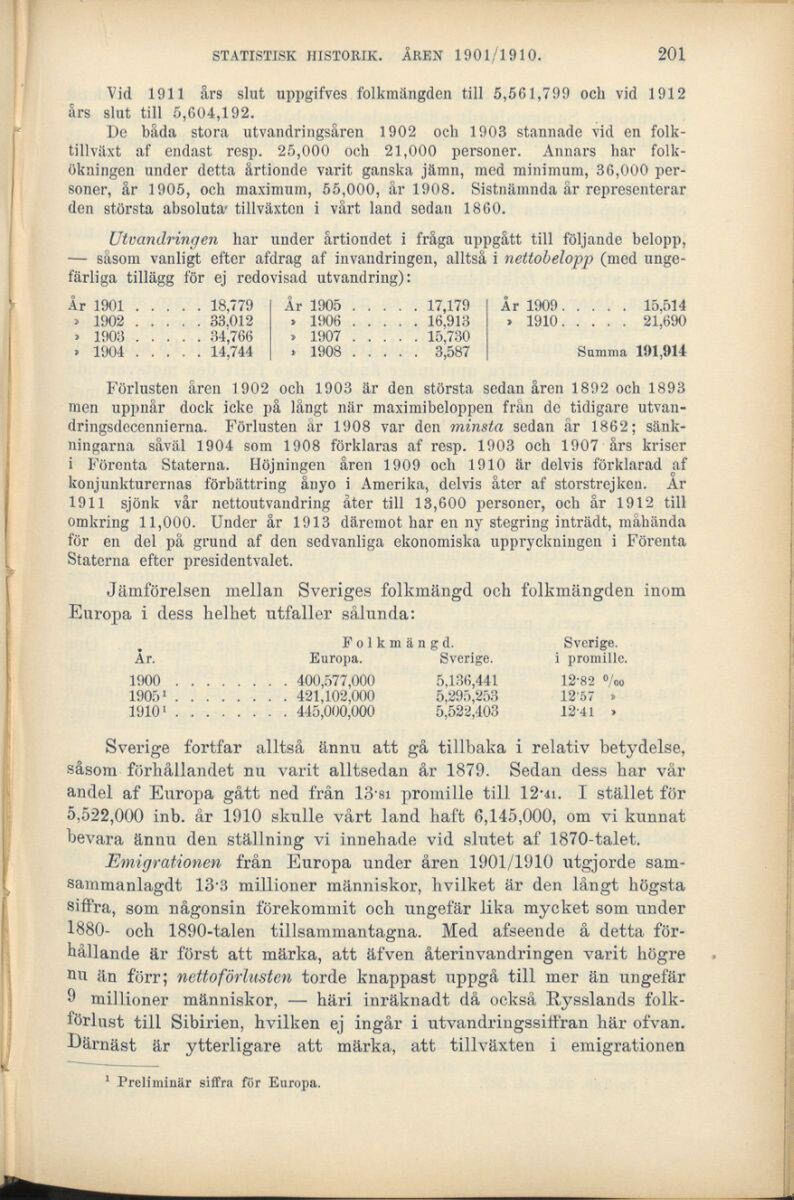 STATISTISK HISTORIK. ÅREN 1901/1910. 201
Vid 1911 års slut uppgifves folkmängden till 5,561,799 och vid 1912
års slut till 5,604,192.
De båda stora utvandringsåren 1902 och 1903 stannade vid en folk-
tillväxt af endast resp. 25,000 och 21,000 personer. Annars har folk-
ökningen under detta årtionde varit ganska jämn, med minimum, 36,000 per-
soner, år 1905, och maximum, 55,000, år 1908. Sistnämnda år representerar
den största absoluta tillväxten i vårt land sedan 1860.
Utvandringen har under årtiondet i fråga uppgått till följande belopp,
— såsom vanligt efter afdrag af invandringen, alltså i nettobelopp (med unge-
färliga tillägg för ej redovisad utvandring):
År 1901 . . . . . 18,779 | År 1905 . . . . . 17,179 | År 1909 . . . . . 15,514
» 1902 . . . . . 33,012 | » 1906 . . . . . 16,913 | » 1910 . . . . . 21,690
» 1903 . . . . . 34,766 | » 1907 . . . . . 15,730
» 1904 . . . . . 14,744 | » 1908 . . . . . 3,587 | Summa 191,914
Förlusten åren 1902 och 1903 är den största sedan åren 1892 och 1893
men uppnår dock icke på långt när maximibeloppen från de tidigare utvan-
dringsdecennierna. Förlusten år 1908 var den minsta sedan år 1862; sänk-
ningarna såväl 1904 som 1908 förklaras af resp. 1903 och 1907 års kriser
i Förenta Staterna. Höjningen åren 1909 och 1910 är delvis förklarad af
konjunkturernas förbättring ånyo i Amerika, delvis åter af storstrejken. År
1911 sjönk vår nettoutvandring åter till 13,600 personer, och år 1912 till
omkring 11,000. Under år 1913 däremot har en ny stegring inträdt, måhända
för en del på grund af den sedvanliga ekonomiska uppryckningen i Förenta
Staterna efter presidentvalet.
Jämförelsen mellan Sveriges folkmängd och folkmängden inom
Europa i dess helhet utfaller sålunda:
Folkmängd. Sverige.
År. Europa. Sverige. i promille.
1900 . . . . . . . . 400,577,000 5,136,441 12·82 ⁰/₀₀
1905¹ . . . . . . . . 421,102,000 5,295,253 12·57 »
1910¹ . . . . . . . . 445,000,000 5,522,403 12·41 »
Sverige fortfar alltså ännu att gå tillbaka i relativ betydelse,
såsom förhållandet nu varit alltsedan år 1879. Sedan dess har vår
andel af Europa gått ned från 13·81 promille till 12·41. I stället för
5,522,000 inb. år 1910 skulle vårt land haft 6,145,000, om vi kunnat
bevara ännu den ställning vi innehade vid slutet af 1870-talet.
Emigrationen från Europa under åren 1901/1910 utgjorde sam-
sammanlagdt 13·3 millioner människor, hvilket är den långt högsta
siffra, som någonsin förekommit och ungefär lika mycket som under
1880- och 1890-talen tillsammantagna. Med afseende å detta för-
hållande är först att märka, att äfven återinvandringen varit högre
nu än förr; nettoförlusten torde knappast uppgå till mer än ungefär
9 millioner människor, — häri inräknadt då också Rysslands folk-
förlust till Sibirien, hvilken ej ingår i utvandringssiffran här ofvan.
Därnäst är ytterligare att märka, att tillväxten i emigrationen
¹ Preliminär siffra för Europa.